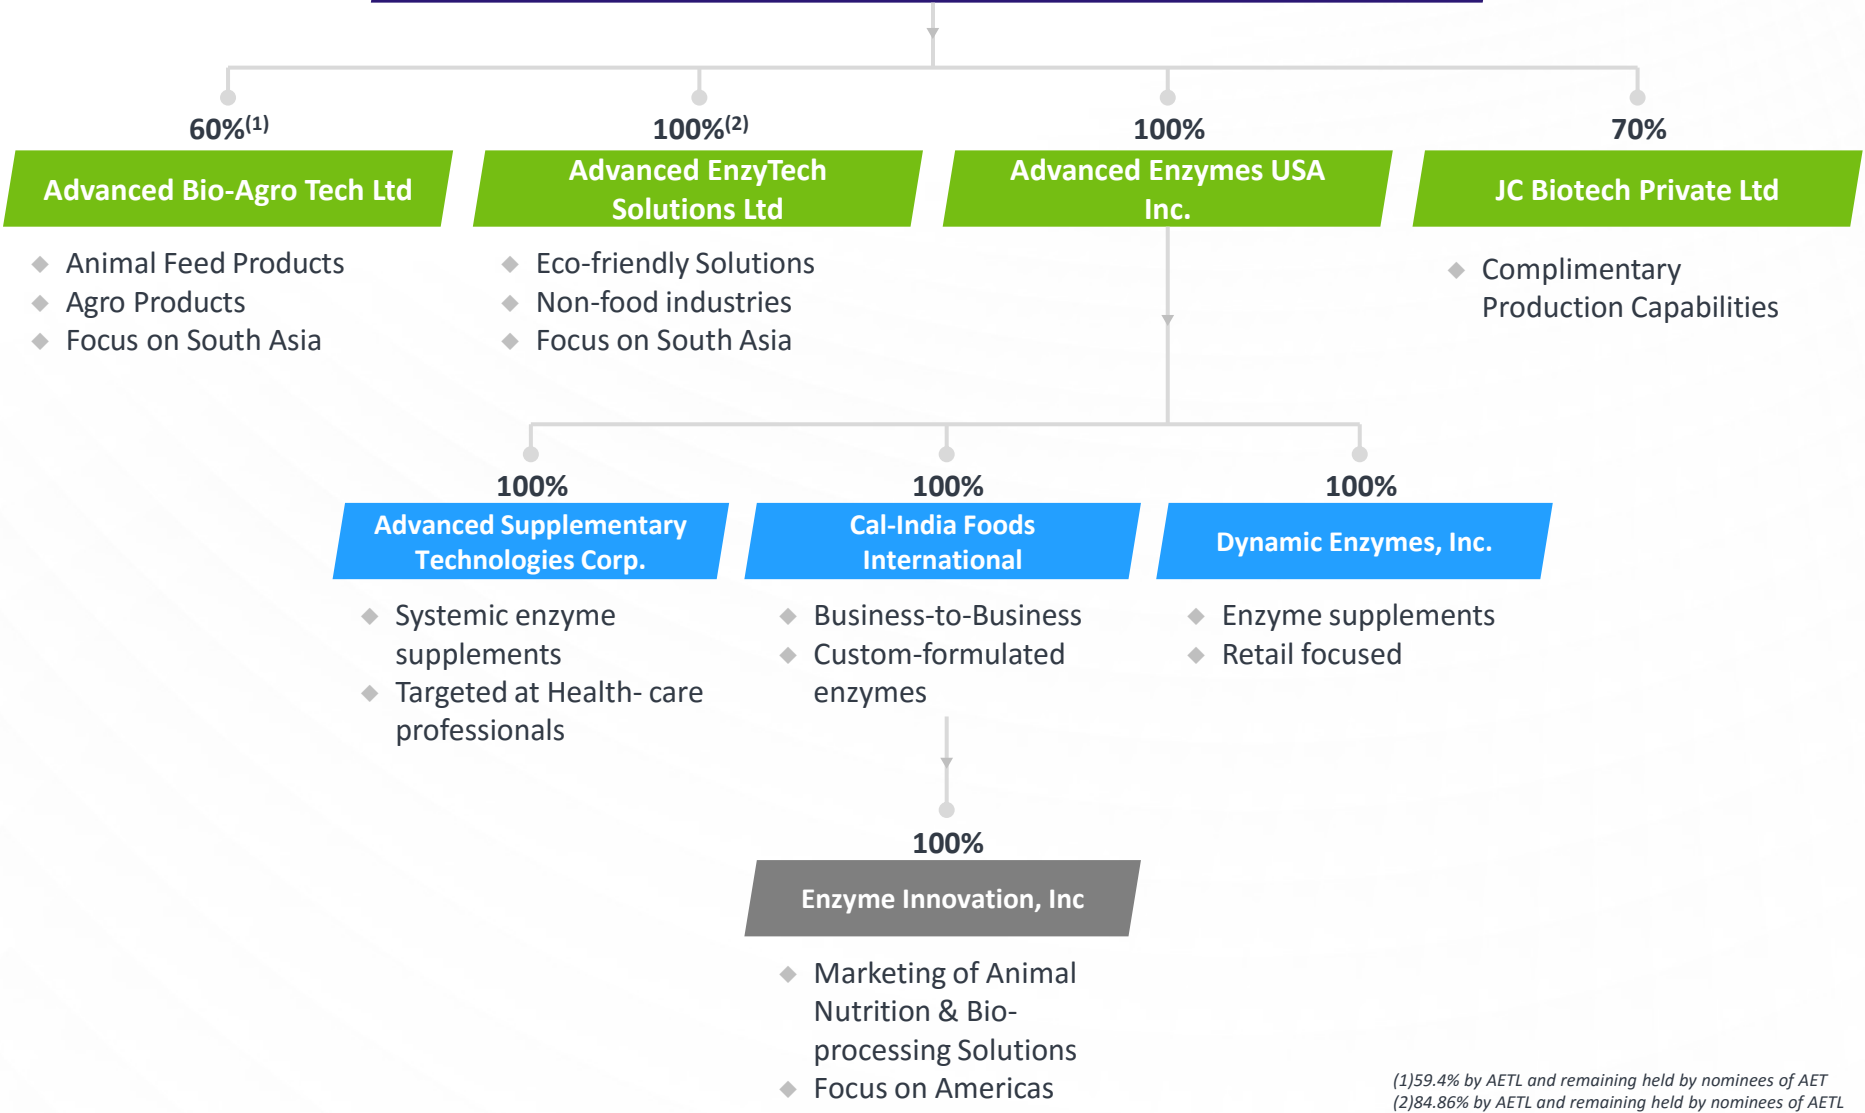 60%(1)
100%(2)
100%
70%
Advanced Bio-Agro Tech Ltd
Advanced EnzyTech
Solutions Ltd
Advanced Enzymes USA
Inc.
JC Biotech Private Ltd
Animal Feed Products
Agro Products
Focus on South Asia
Eco-friendly Solutions
Non-food industries
Focus on South Asia
Complimentary
Production Capabilities
100%
100%
100%
Advanced Supplementary
Technologies Corp.
Cal-India Foods
International
Dynamic Enzymes, Inc.
Systemic enzyme
supplements
Targeted at Health- care
professionals
Business-to-Business
Custom-formulated
enzymes
Enzyme supplements
Retail focused
100%
Enzyme Innovation, Inc
Marketing of Animal
Nutrition & Bio-
processing Solutions
Focus on Americas
(1)59.4% by AETL and remaining held by nominees of AET
(2)84.86% by AETL and remaining held by nominees of AETL